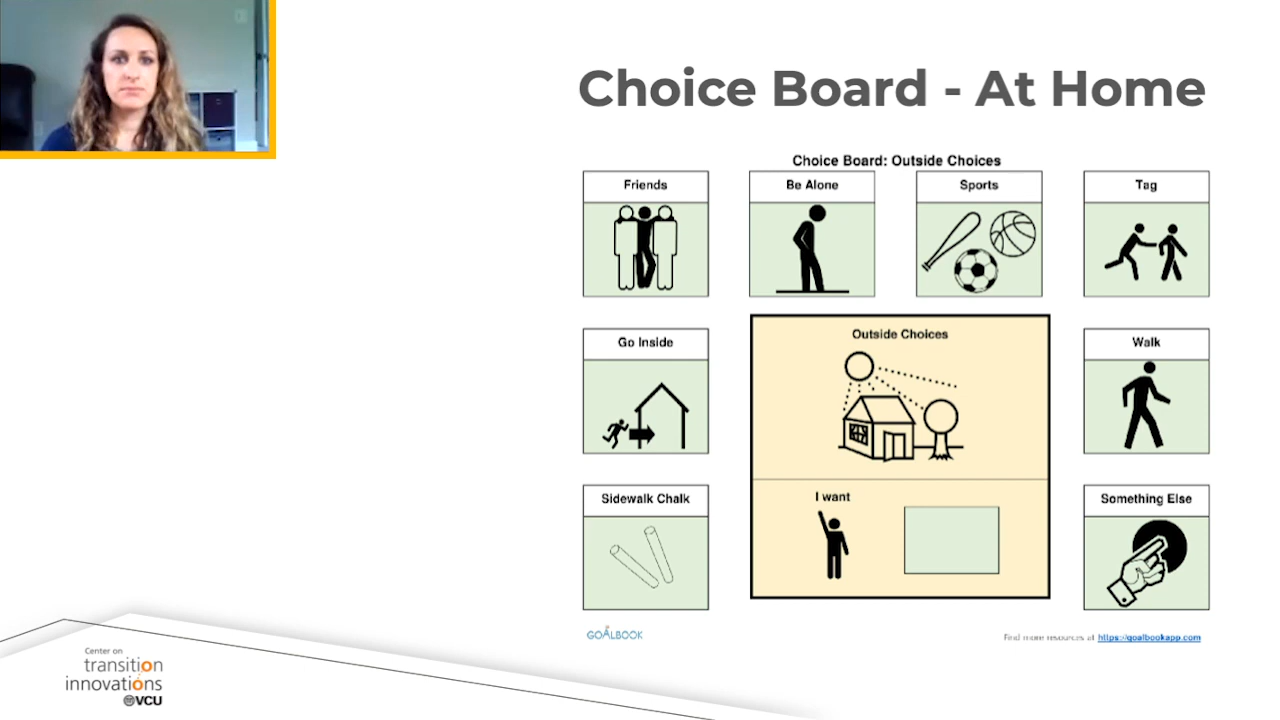 Choice Board - At Home
Choice Board: Outside Choices
Friends
Be Alone
Sports
Tag
Go Inside
Outside Choices
Walk
I want
Sidewalk Chalk
Something Else
GOALBOOK
Find more resources at https://goalbookapp.com
Center on
transition
innovations
VCU